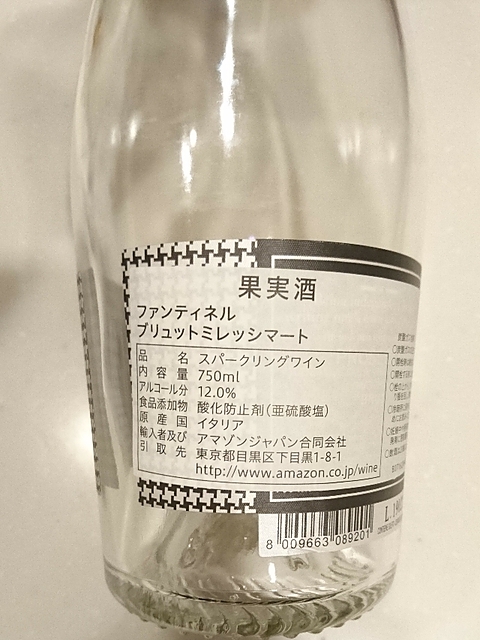 果実酒
ファンティネル
ブリュットミレッシマート
品 名 スパークリングワイン
内 容 量 750ml
アルコール分 12.0%
食品添加物 酸化防止剤(亜硫酸塩)
原 産 国 イタリア
輸入者及び アマゾンジャパン合同会社
引 取 先 東京都目黒区下目黒1-8-1
http://www.amazon.co.jp/wine
8 009663 089201